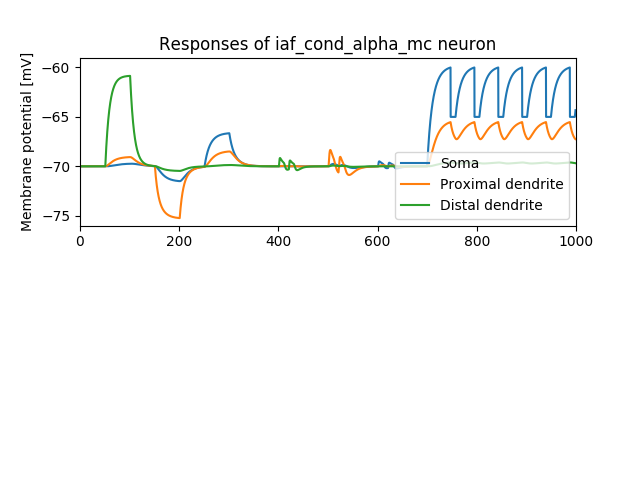 Responses of iaf_cond_alpha_mc neuron
Membrane potential [mV]
−60
−65
−70
−75
Soma
Proximal dendrite
Distal dendrite
0 200 400 600 800 1000